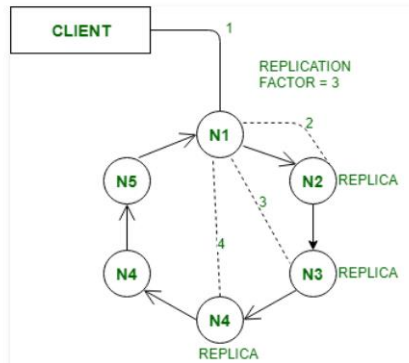 CLIENT
1
REPLICATION
FACTOR = 3
N1
2
N5
N2
REPLICA
3
4
N4
N3
REPLICA
N4
REPLICA